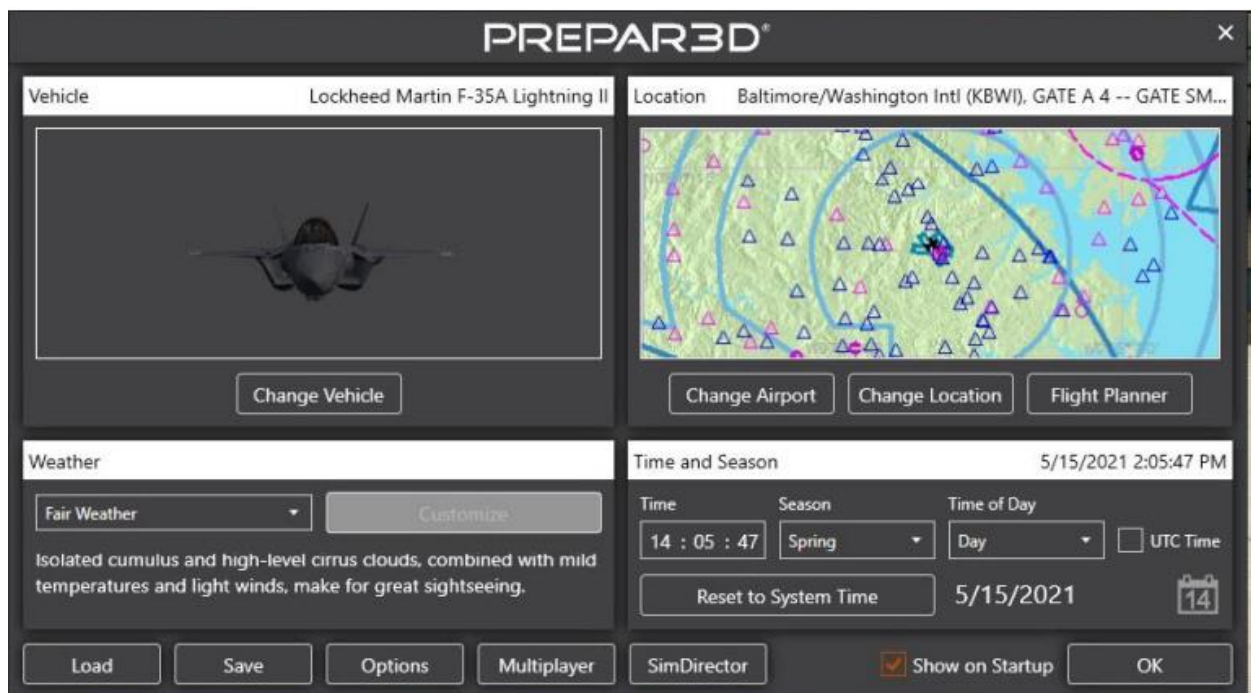 PREPAR3D®
Vehicle Lockheed Martin F-35A Lightning II
Location Baltimore/Washington Intl (KBWI), GATE A 4 -- GATE SM...
Change Vehicle
Change Airport Change Location Flight Planner
Weather
Fair Weather Customize
Isolated cumulus and high-level cirrus clouds, combined with mild
temperatures and light winds, make for great sightseeing.
Time and Season 5/15/2021 2:05:47 PM
Time Season Time of Day
14 : 05 : 47 Spring Day UTC Time
Reset to System Time 5/15/2021 14
Load Save Options Multiplayer SimDirector Show on Startup OK